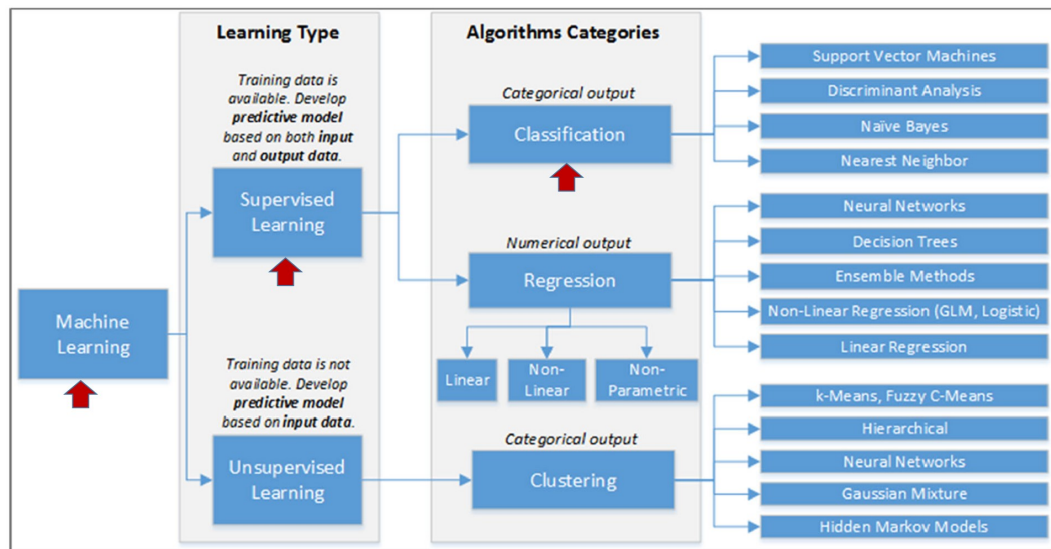 Learning Type
Algorithms Categories
Training data is
available. Develop
predictive model
based on both input
and output data.
Supervised
Learning
Machine
Learning
Training data is not
available. Develop
predictive model
based on input data.
Unsupervised
Learning
Categorical output
Classification
Numerical output
Regression
Linear
Non-
Linear
Non-
Parametric
Categorical output
Clustering
Support Vector Machines
Discriminant Analysis
Naïve Bayes
Nearest Neighbor
Neural Networks
Decision Trees
Ensemble Methods
Non-Linear Regression (GLM, Logistic)
Linear Regression
k-Means, Fuzzy C-Means
Hierarchical
Neural Networks
Gaussian Mixture
Hidden Markov Models